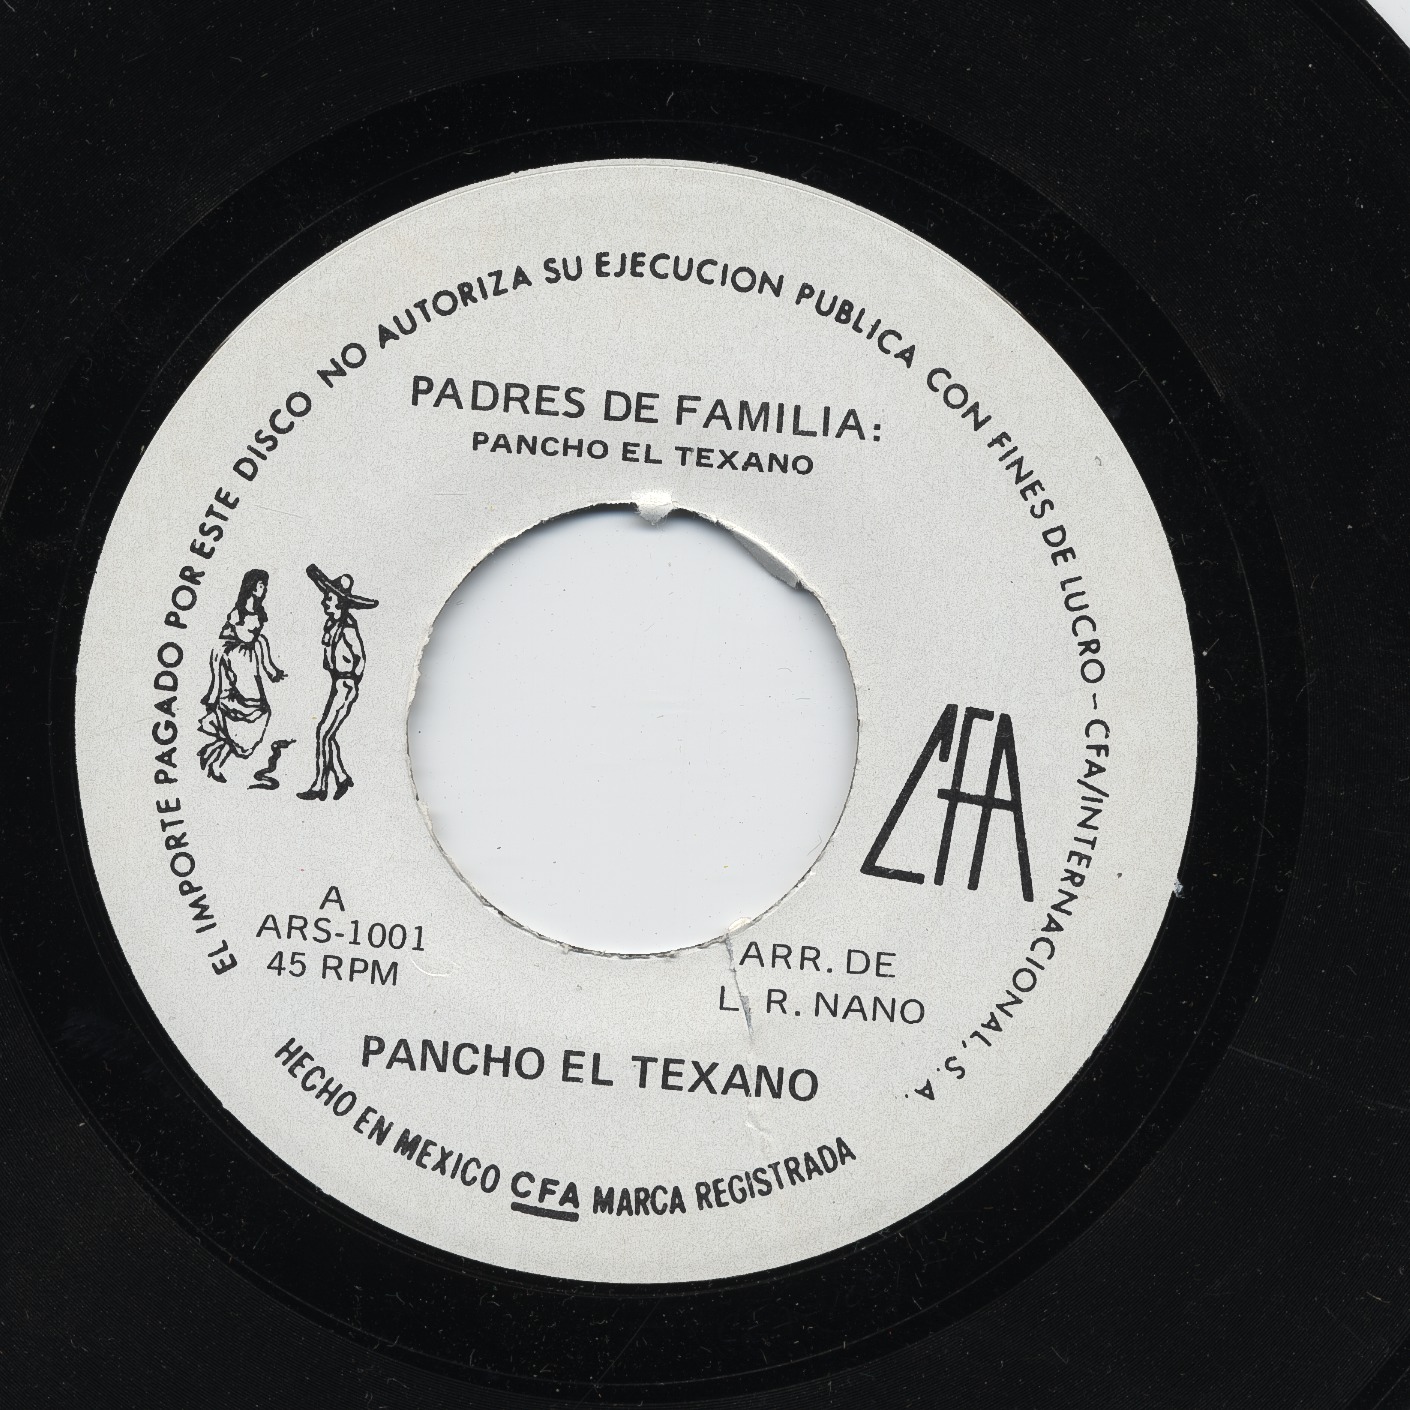 EL IMPORTE PAGADO POR ESTE DISCO NO AUTORIZA SU EJECUCION PUBLICA CON FINES DE LUCRO – CFA/INTERNACIONAL, S. A.
PADRES DE FAMILIA:
PANCHO EL TEXANO
CFA
A
ARS-1001
45 RPM
ARR. DE
L. R. NANO
PANCHO EL TEXANO
HECHO EN MEXICO CFA MARCA REGISTRADA